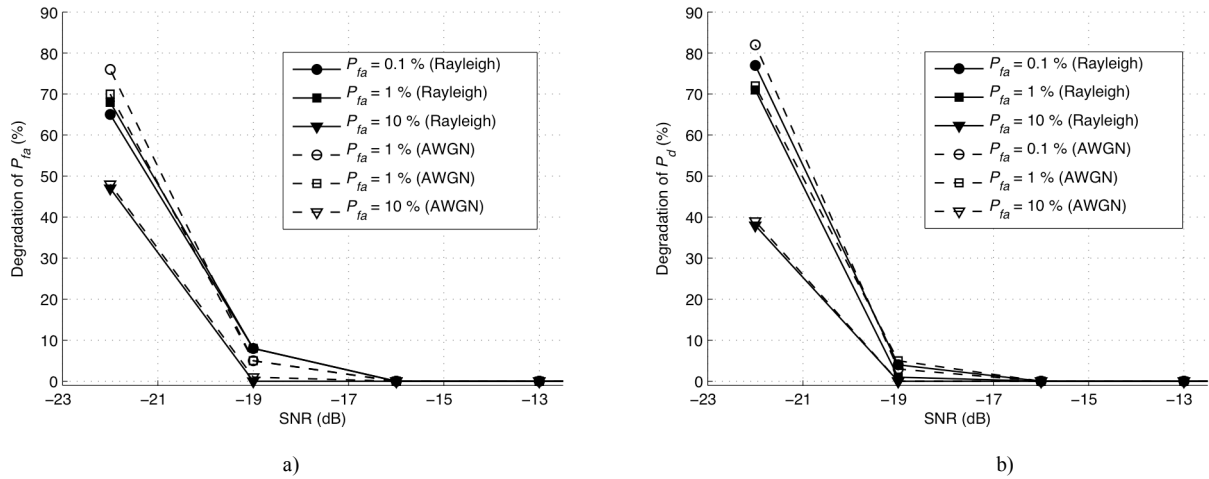 90
80
70
60
50
40
30
20
10
0
Degradation of P_fa (%)
P_fa = 0.1 % (Rayleigh)
P_fa = 1 % (Rayleigh)
P_fa = 10 % (Rayleigh)
P_fa = 1 % (AWGN)
P_fa = 1 % (AWGN)
P_fa = 10 % (AWGN)
−23 −21 −19 −17 −15 −13
SNR (dB)
a)
90
80
70
60
50
40
30
20
10
0
Degradation of P_d (%)
P_fa = 0.1 % (Rayleigh)
P_fa = 1 % (Rayleigh)
P_fa = 10 % (Rayleigh)
P_fa = 0.1 % (AWGN)
P_fa = 1 % (AWGN)
P_fa = 10 % (AWGN)
−23 −21 −19 −17 −15 −13
SNR (dB)
b)